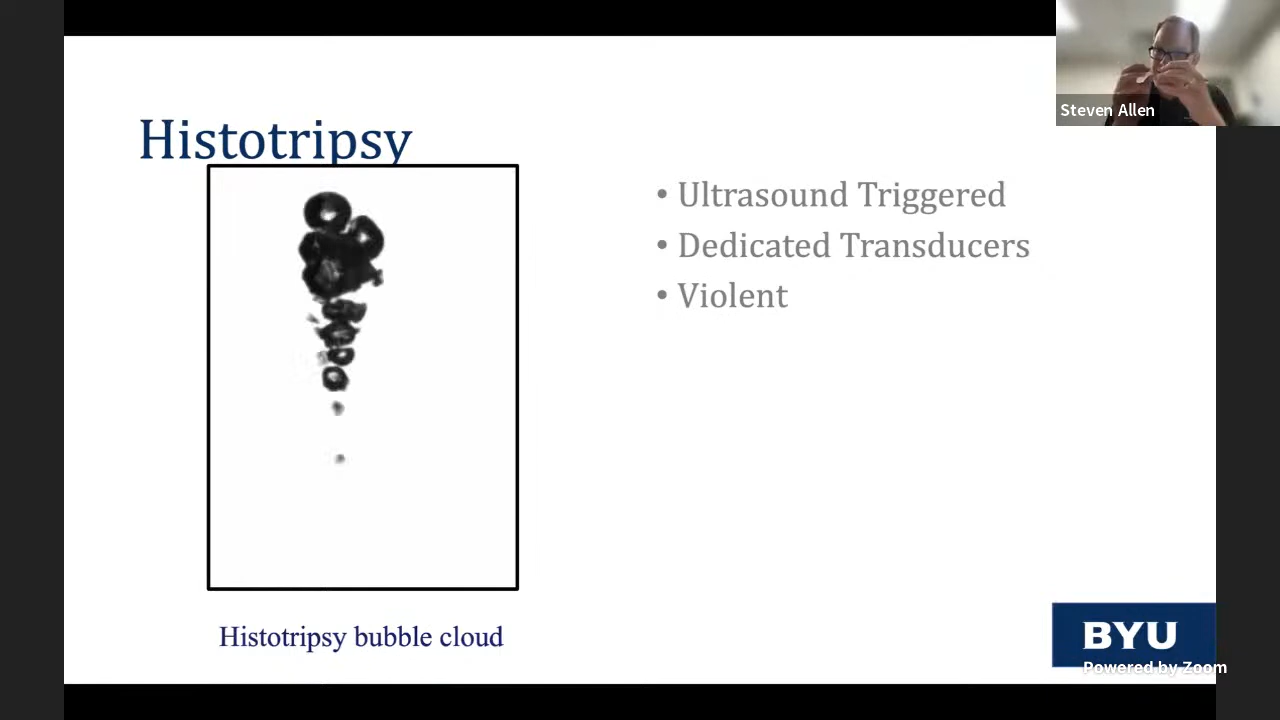 Steven Allen
Histotripsy
• Ultrasound Triggered
• Dedicated Transducers
• Violent
Histotripsy bubble cloud
BYU
Powered by Zoom